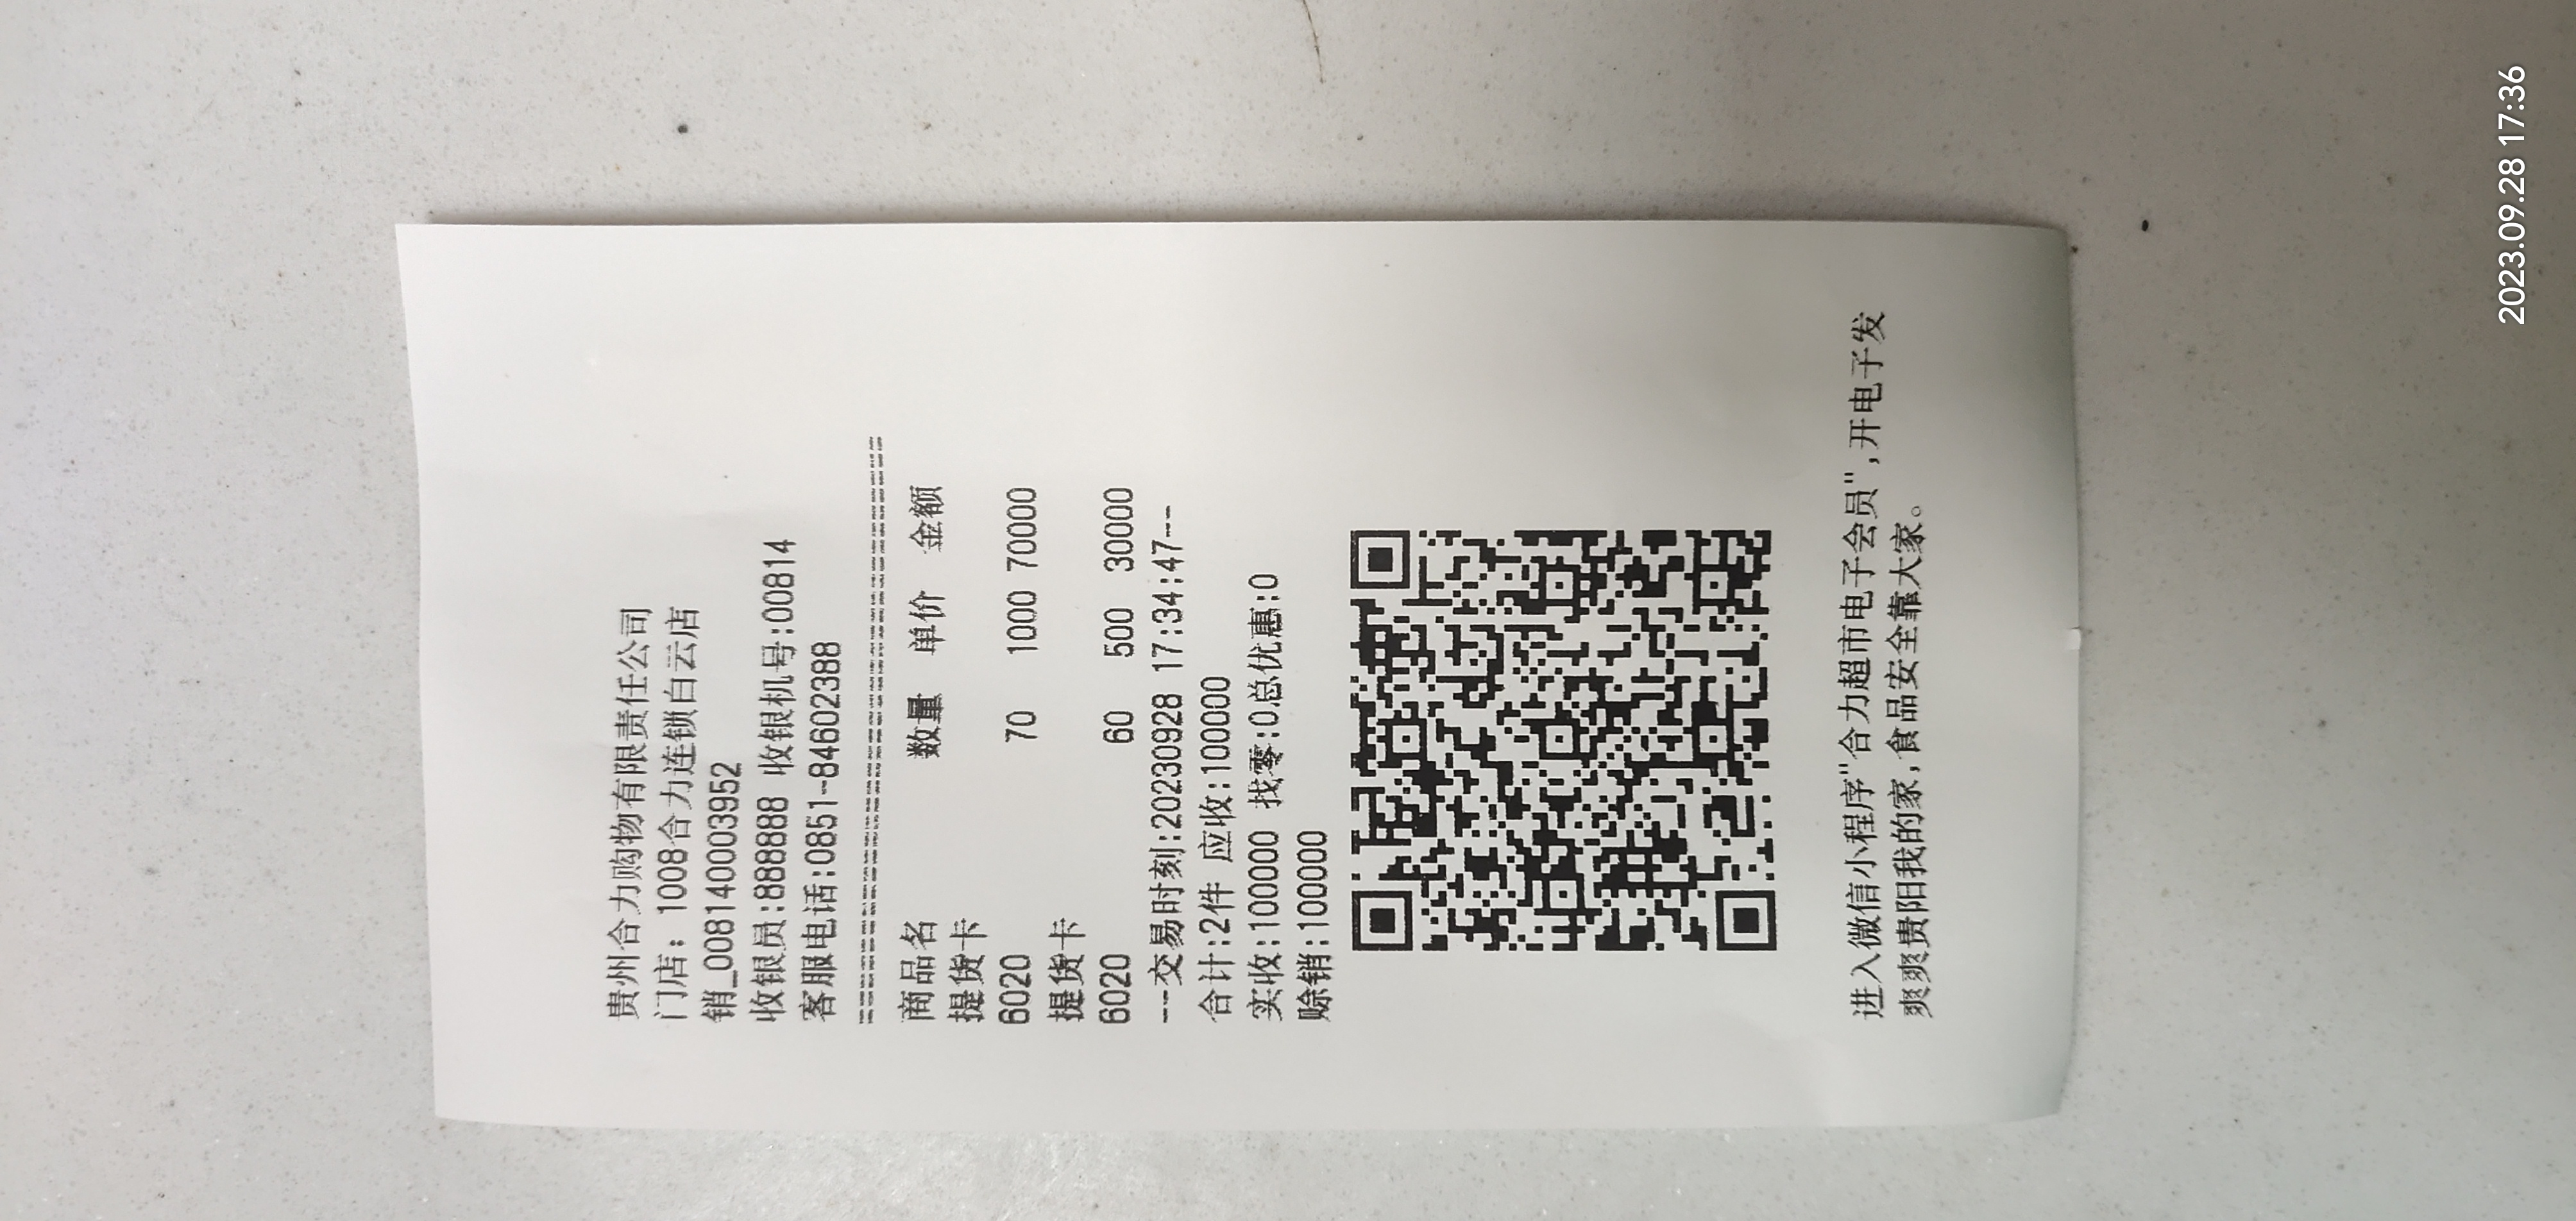 贵州合力购物有限责任公司
门店: 1008合力连锁白云店
销_008140003952
收银员:888888 收银机号:00814
客服电话:0851-84602388
商品名 数量 单价 金额
提货卡
6020 70 1000 70000
提货卡
6020 60 500 30000
--交易时刻:20230928 17:34:47--
合计:2件 应收:100000
实收:100000 找零:0总优惠:0
赊销:100000
进入微信小程序"合力超市电子会员",开电子发
爽爽贵阳我的家,食品安全靠大家。
2023.09.28 17:36